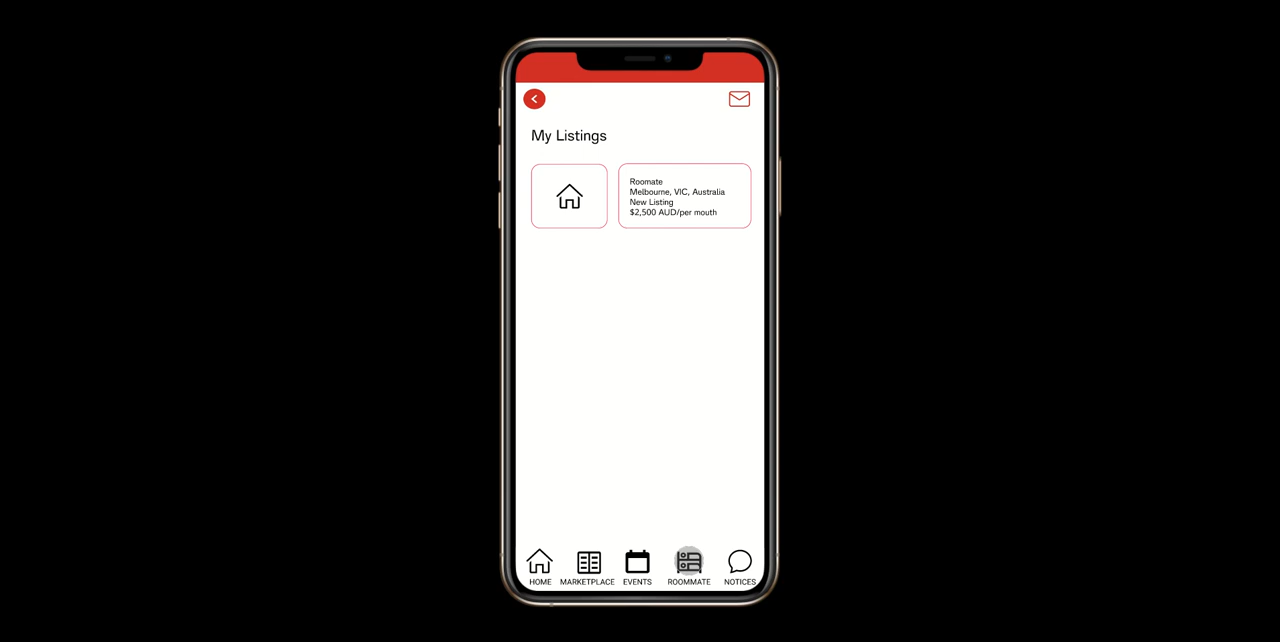 My Listings
Roomate
Melbourne, VIC, Australia
New Listing
$2,500 AUD/per mouth
HOME MARKETPLACE EVENTS ROOMMATE NOTICES